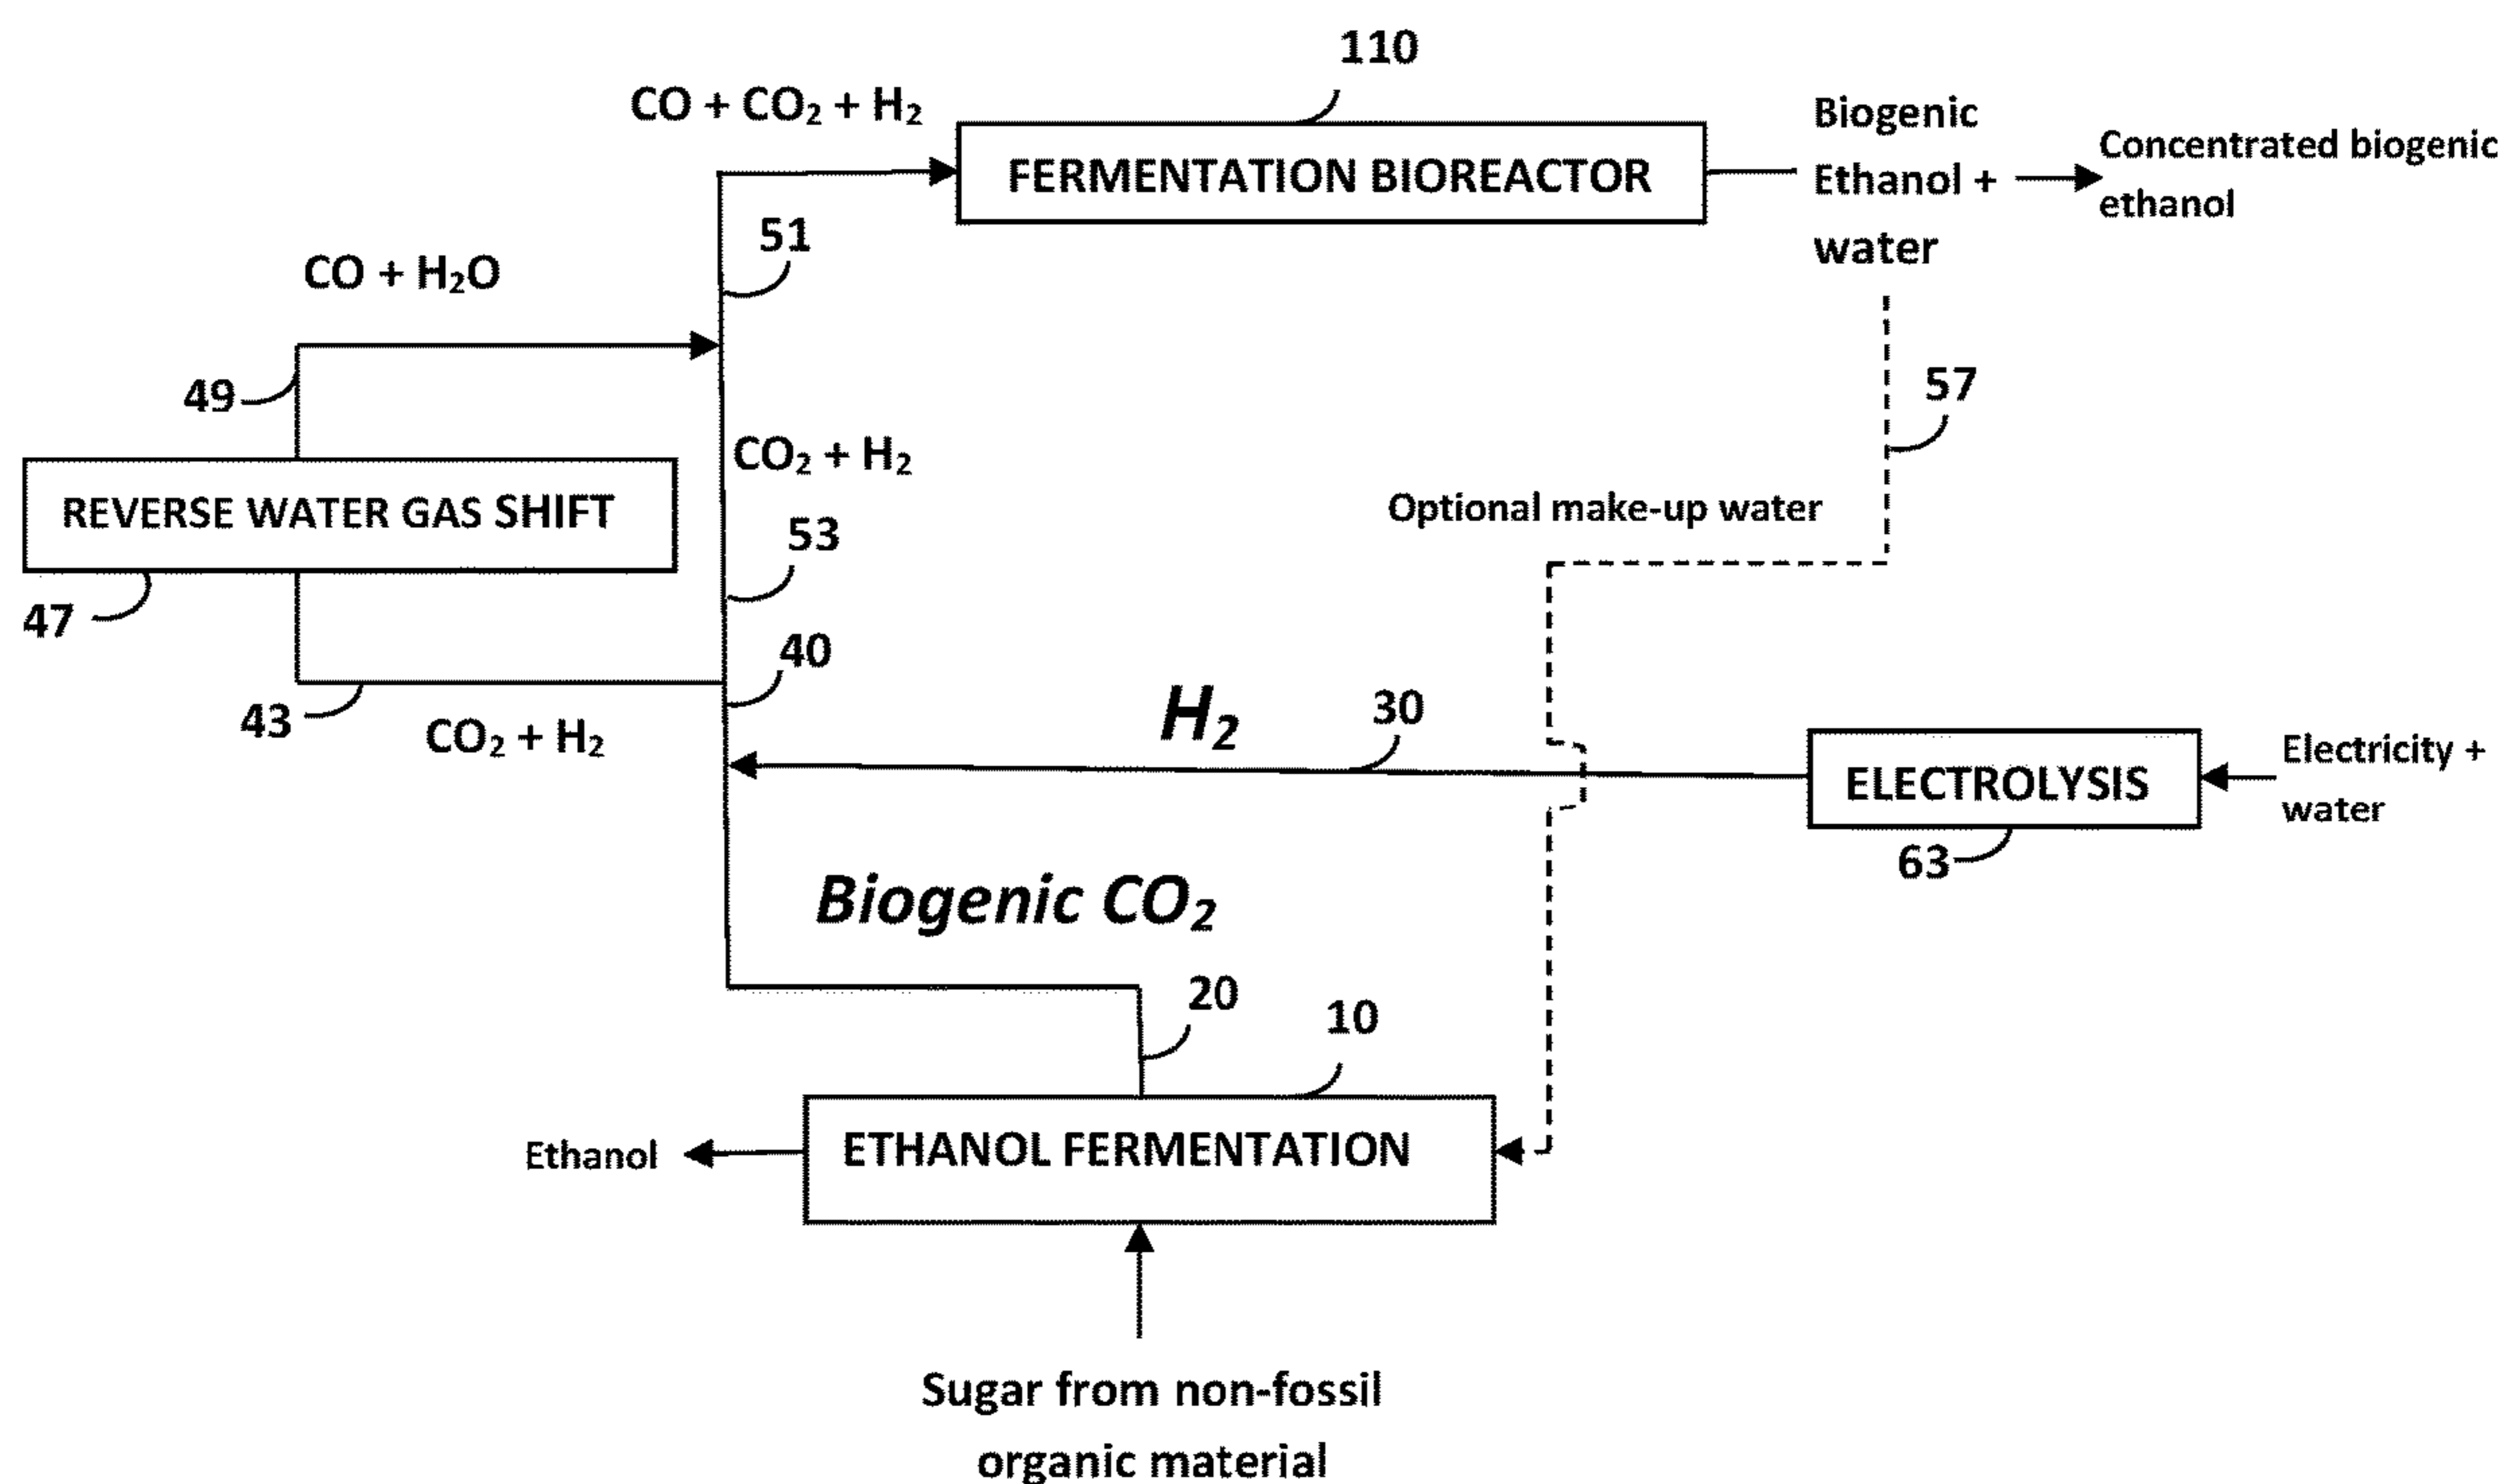 110
CO + CO₂ + H₂
FERMENTATION BIOREACTOR
Biogenic
Ethanol +
water
Concentrated biogenic
ethanol
51
CO + H₂O
49
57
CO₂ + H₂
REVERSE WATER GAS SHIFT
Optional make-up water
53
47
40
43
CO₂ + H₂
H₂
30
ELECTROLYSIS
Electricity +
water
63
Biogenic CO₂
20
10
Ethanol
ETHANOL FERMENTATION
Sugar from non-fossil
organic material